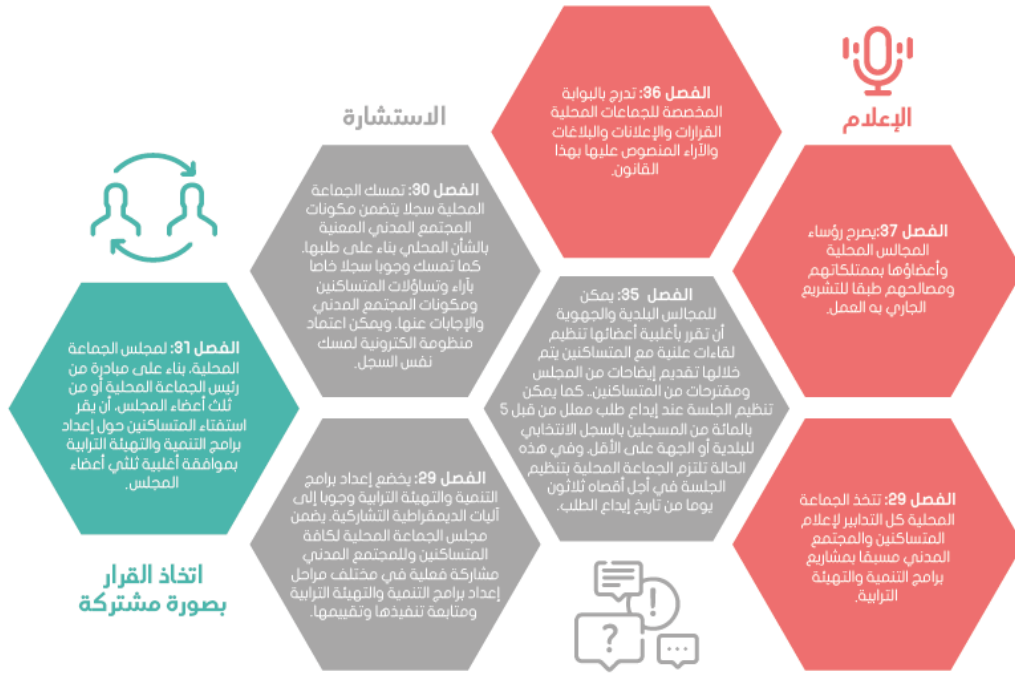 الإعلام
الفصل 36: تدرج بالبوابة
المخصصة للجماعات المحلية
القرارات والإعلانات والبلاغات
والآراء المنصوص عليها بهذا
القانون.
الفصل 37:يصرح رؤساء
المجالس المحلية
وأعضاؤها بممتلكاتهم
ومصالحهم طبقا للتشريع
الجاري به العمل.
الفصل 29: تتخذ الجماعة
المحلية كل التدابير لإعلام
المتساكنين والمجتمع
المدني مسبقا بمشاريع
برامج التنمية والتهيئة
الترابية.
الاستشارة
الفصل 30: تمسك الجماعة
المحلية سجلا يتضمن مكونات
المجتمع المدني المعنية
بالشأن المحلي بناء على طلبها.
كما تمسك وجوبا سجلا خاصا
بآراء وتساؤلات المتساكنين
ومكونات المجتمع المدني
والإجابات عنها. ويمكن اعتماد
منظومة الكترونية لمسك
نفس السجل.
الفصل 35: يمكن
للمجالس البلدية والجهوية
أن تقرر بأغلبية أعضائها تنظيم
لقاءات علنية مع المتساكنين يتم
خلالها تقديم إيضاحات من المجلس
ومقترحات من المتساكنين.. كما يمكن
تنظيم الجلسة عند إيداع طلب معلل من قبل 5
بالمائة من المسجلين بالسجل الانتخابي
للبلدية أو الجهة على الأقل. وفي هذه
الحالة تلتزم الجماعة المحلية بتنظيم
الجلسة في أجل أقصاه ثلاثون
يوما من تاريخ إيداع الطلب.
الفصل 29: يخضع إعداد برامج
التنمية والتهيئة الترابية وجوبا إلى
آليات الديمقراطية التشاركية. يضمن
مجلس الجماعة المحلية لكافة
المتساكنين وللمجتمع المدني
مشاركة فعلية في مختلف مراحل
إعداد برامج التنمية والتهيئة الترابية
ومتابعة تنفيذها وتقييمها.
الفصل 31: لمجلس الجماعة
المحلية، بناء على مبادرة من
رئيس الجماعة المحلية أو من
ثلث أعضاء المجلس، أن يقر
استفتاء المتساكنين حول إعداد
برامج التنمية والتهيئة الترابية
بموافقة أغلبية ثلثي أعضاء
المجلس.
اتخاذ القرار
بصورة مشتركة